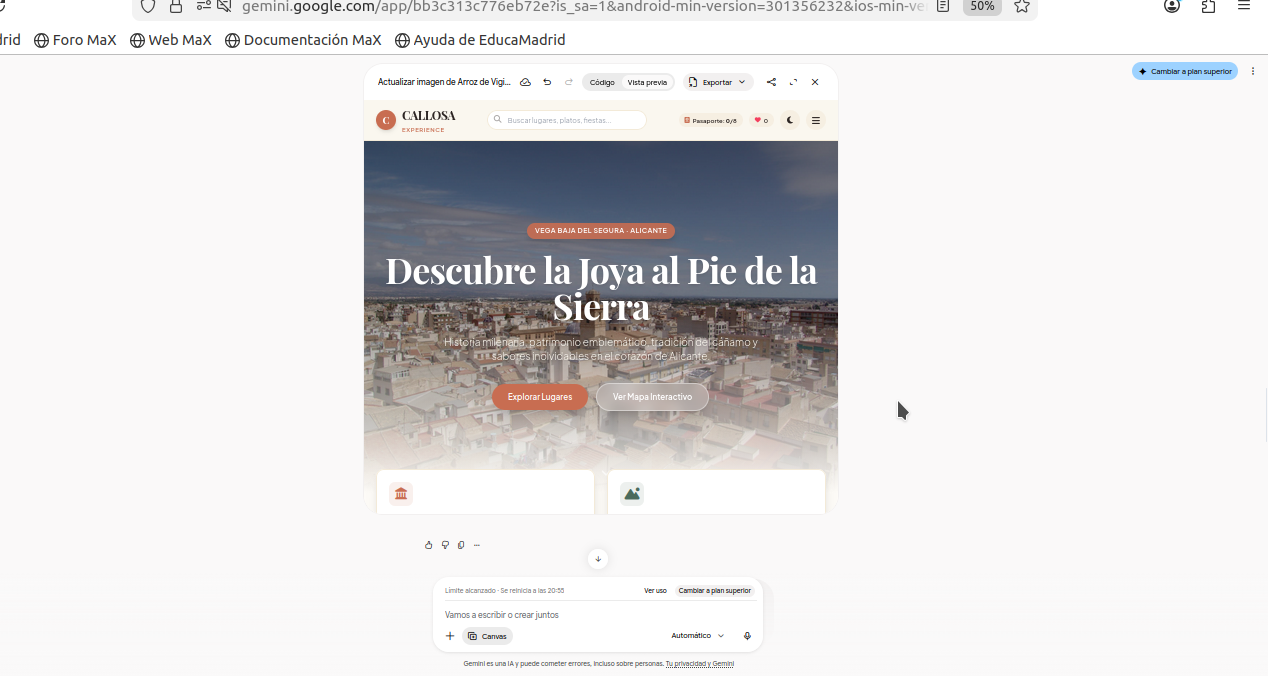 gemini.google.com/app/bb3c313c776eb72e?is_sa=1&android-min-version=301356232&ios-min-ve
50%
drid
Foro MaX
Web MaX
Documentación MaX
Ayuda de EducaMadrid
Cambiar a plan superior
Actualizar imagen de Arroz de Vigi...
Código
Vista previa
Exportar
C
CALLOSA
EXPERIENCE
Buscar lugares, platos, fiestas...
Pasaporte: 0/8
0
VEGA BAJA DEL SEGURA · ALICANTE
Descubre la Joya al Pie de la
Sierra
Historia milenaria, patrimonio emblemático, tradición del cáñamo y
sabores inolvidables en el corazón de Alicante.
Explorar Lugares
Ver Mapa Interactivo
Límite alcanzado · Se reinicia a las 20:55
Ver uso
Cambiar a plan superior
Vamos a escribir o crear juntos
Canvas
Automático
Gemini es una IA y puede cometer errores, incluso sobre personas. Tu privacidad y Gemini